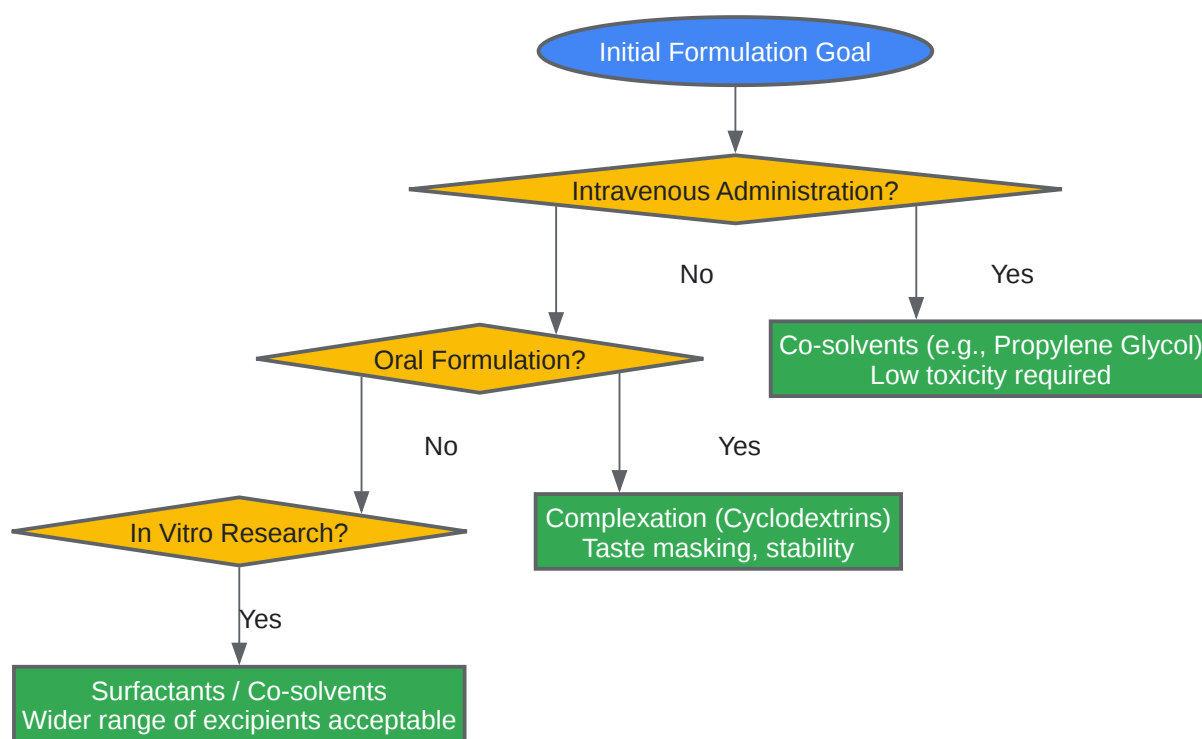 Initial Formulation Goal
Intravenous Administration?
No
Yes
Co-solvents (e.g., Propylene Glycol)
Low toxicity required
Oral Formulation?
No
Yes
Complexation (Cyclodextrins)
Taste masking, stability
In Vitro Research?
Yes
Surfactants / Co-solvents
Wider range of excipients acceptable